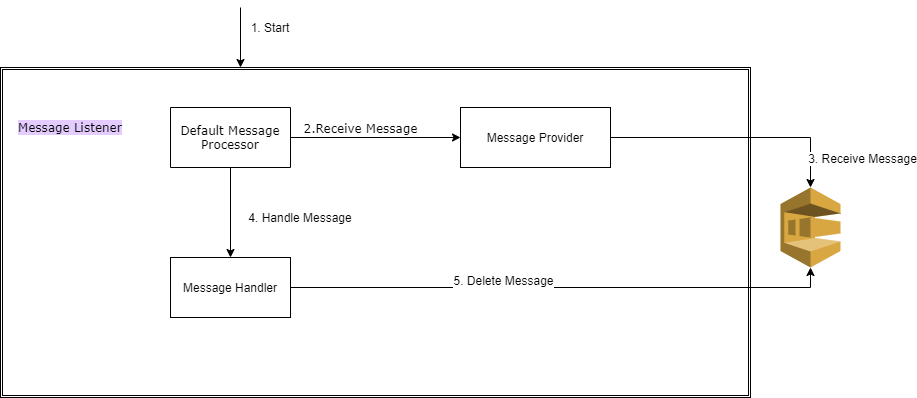 1. Start
Message Listener
Default Message
Processor
2.Receive Message
Message Provider
3. Receive Message
4. Handle Message
Message Handler
5. Delete Message